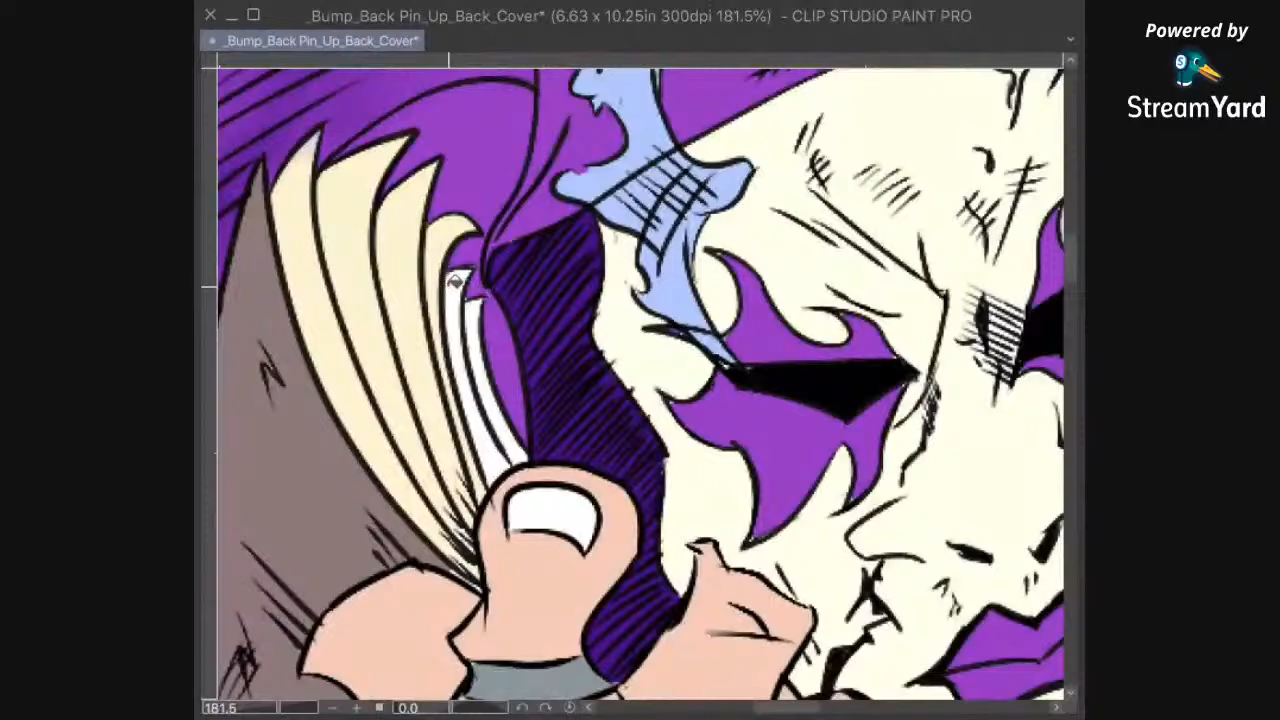 _Bump_Back Pin_Up_Back_Cover* (6.63 x 10.25in 300dpi 181.5%) - CLIP STUDIO PAINT PRO
_Bump_Back Pin_Up_Back_Cover*
Powered by
StreamYard
181.5
0.0